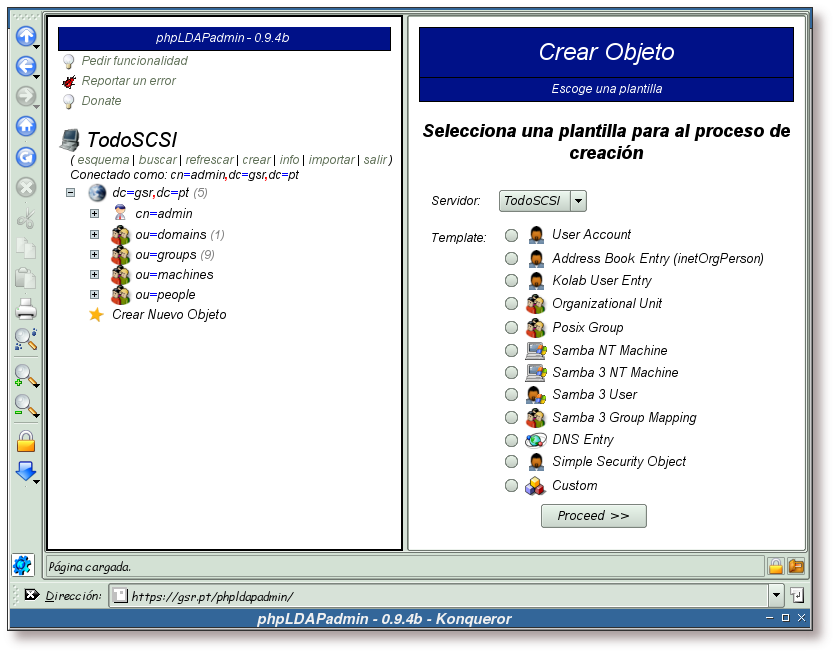 phpLDAPadmin - 0.9.4b
Pedir funcionalidad
Reportar un error
Donate
TodoSCSI
( esquema | buscar | refrescar | crear | info | importar | salir )
Conectado como: cn=admin,dc=gsr,dc=pt
dc=gsr,dc=pt (5)
cn=admin
ou=domains (1)
ou=groups (9)
ou=machines
ou=people
Crear Nuevo Objeto
Crear Objeto
Escoge una plantilla
Selecciona una plantilla para al proceso de
creación
Servidor: TodoSCSI
Template:
User Account
Address Book Entry (inetOrgPerson)
Kolab User Entry
Organizational Unit
Posix Group
Samba NT Machine
Samba 3 NT Machine
Samba 3 User
Samba 3 Group Mapping
DNS Entry
Simple Security Object
Custom
Proceed >>
Página cargada.
Dirección: https://gsr.pt/phpldapadmin/
phpLDAPadmin - 0.9.4b - Konqueror